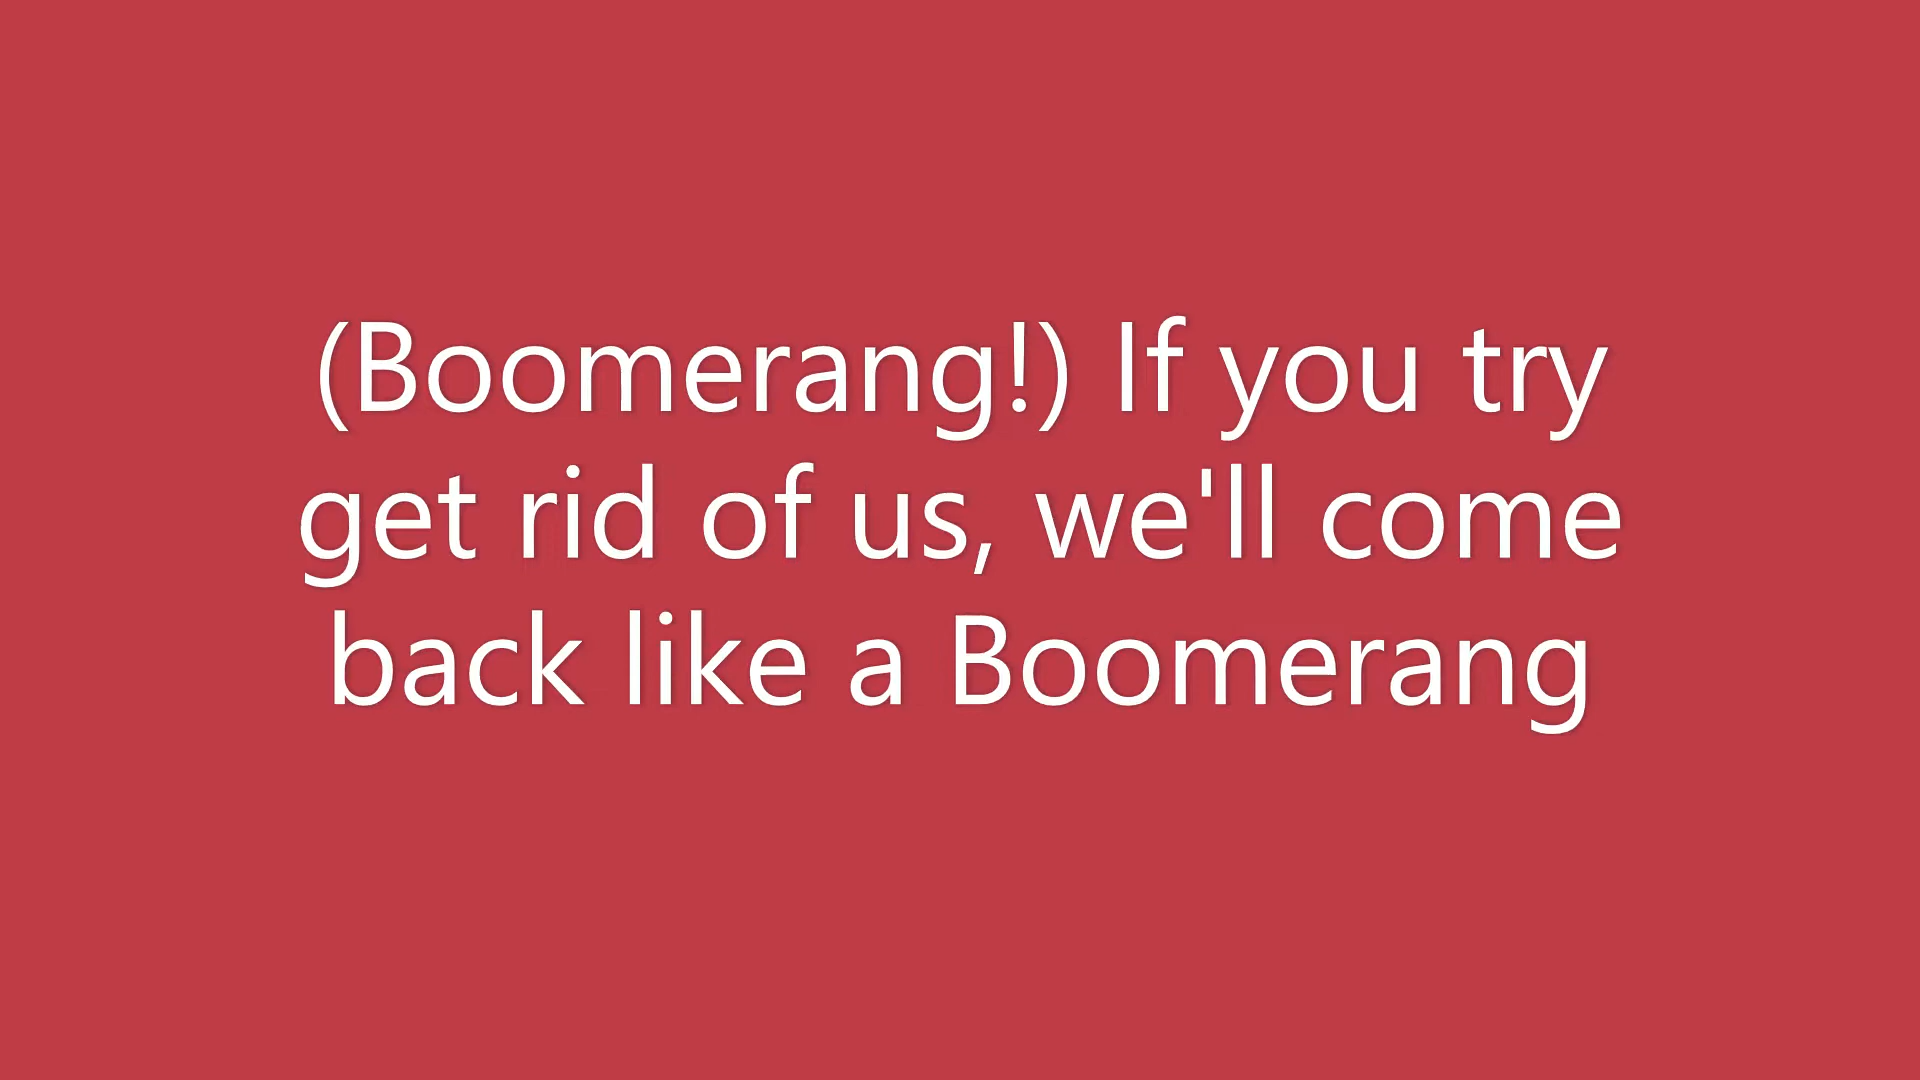 (Boomerang!) If you try
get rid of us, we'll come
back like a Boomerang